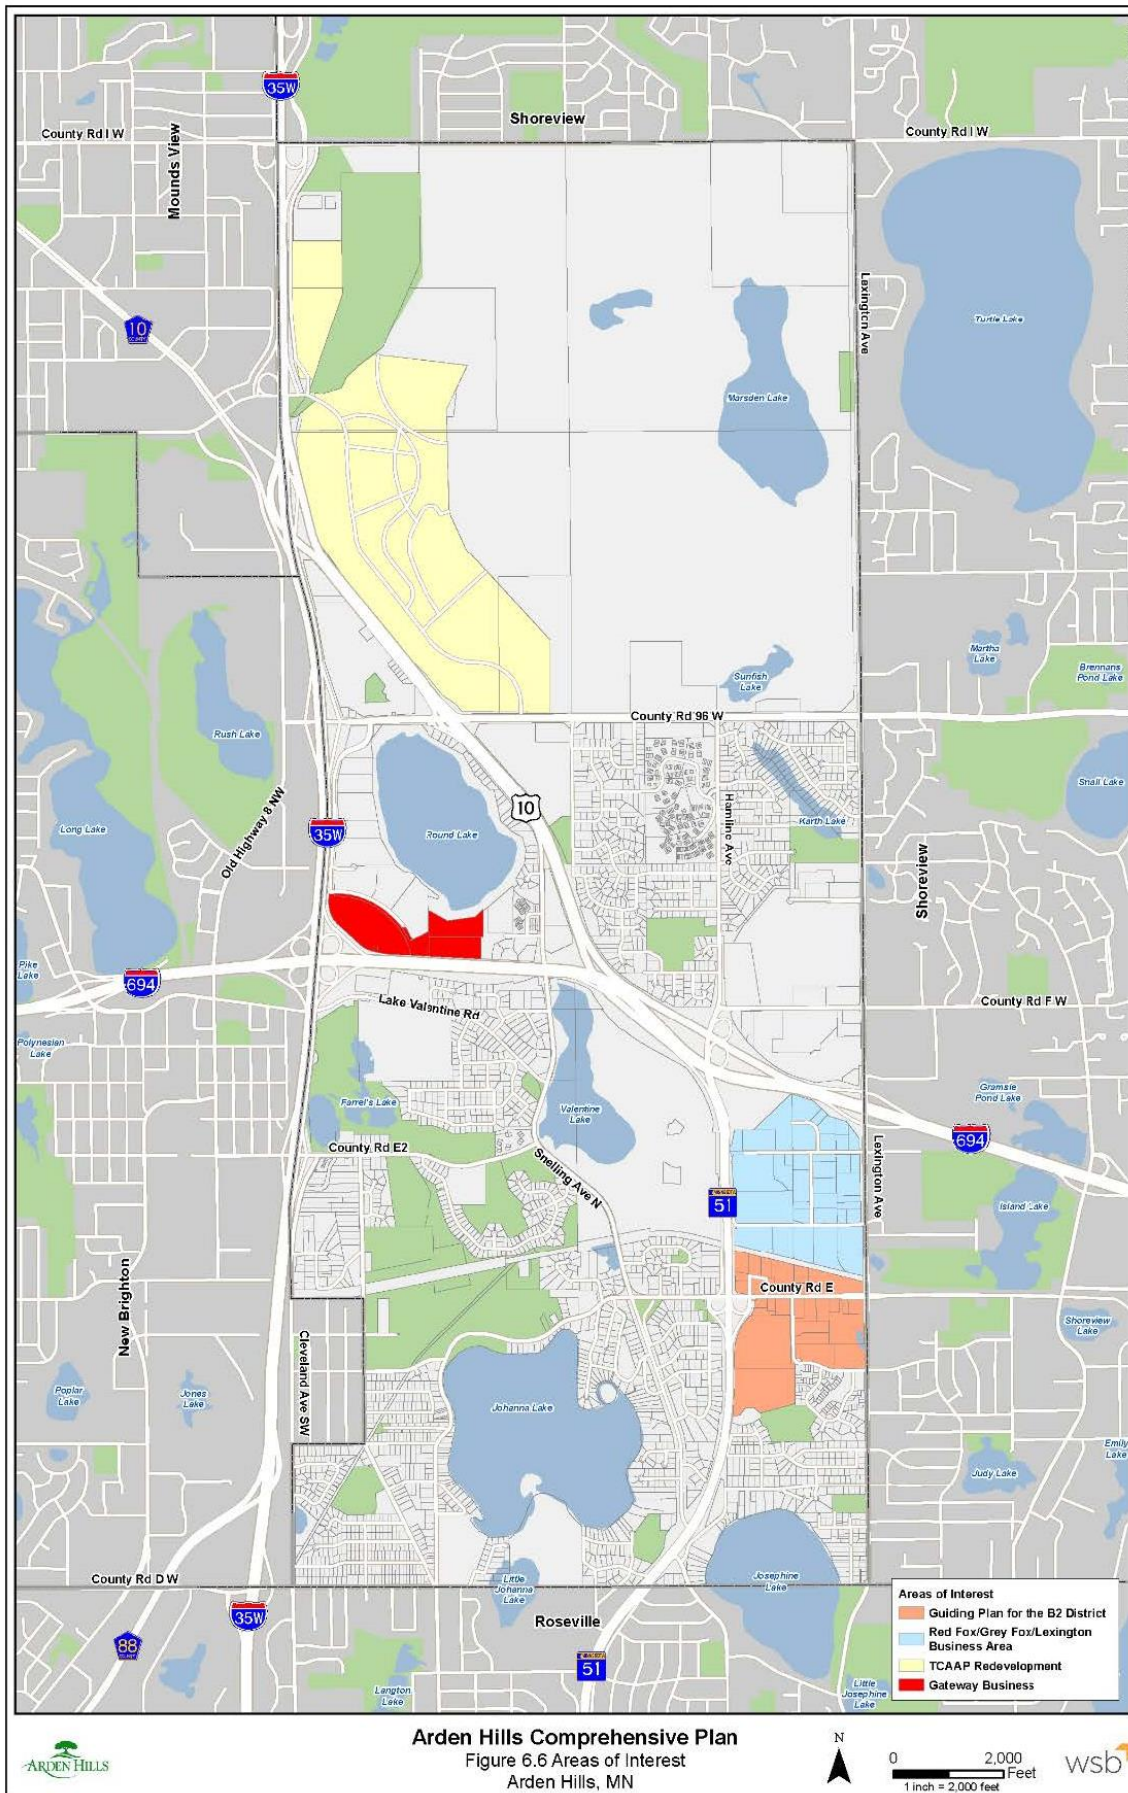 35W
Shoreview
County Rd I W
County Rd I W
Mounds View
Lexington Ave
10
Turtle Lake
Marsden Lake
Martha
Lake
Brennans
Pond Lake
Sunfish
Lake
County Rd 96 W
Rush Lake
Snail Lake
10
Long Lake
35W
Round Lake
Hamline Ave
Karth Lake
Old Highway 8 NW
Shoreview
Pike
Lake
694
Lake Valentine Rd
County Rd F W
Polynesian
Lake
Farrel's Lake
Valentine
Lake
Gramsie
Pond Lake
694
County Rd E2
Snelling Ave N
Lexington Ave
51
Island Lake
New Brighton
County Rd E
Cleveland Ave SW
Shoreview
Lake
Poplar
Lake
Jones
Lake
Johanna Lake
Emily
Lake
Judy Lake
County Rd D W
Little
Johanna
Lake
Josephine
Lake
35W
Roseville
88
51
Langton
Lake
Little
Josephine
Lake
Areas of Interest
Guiding Plan for the B2 District
Red Fox/Grey Fox/Lexington
Business Area
TCAAP Redevelopment
Gateway Business
ARDEN HILLS
Arden Hills Comprehensive Plan
Figure 6.6 Areas of Interest
Arden Hills, MN
N
0 2,000
Feet
1 inch = 2,000 feet
wsb